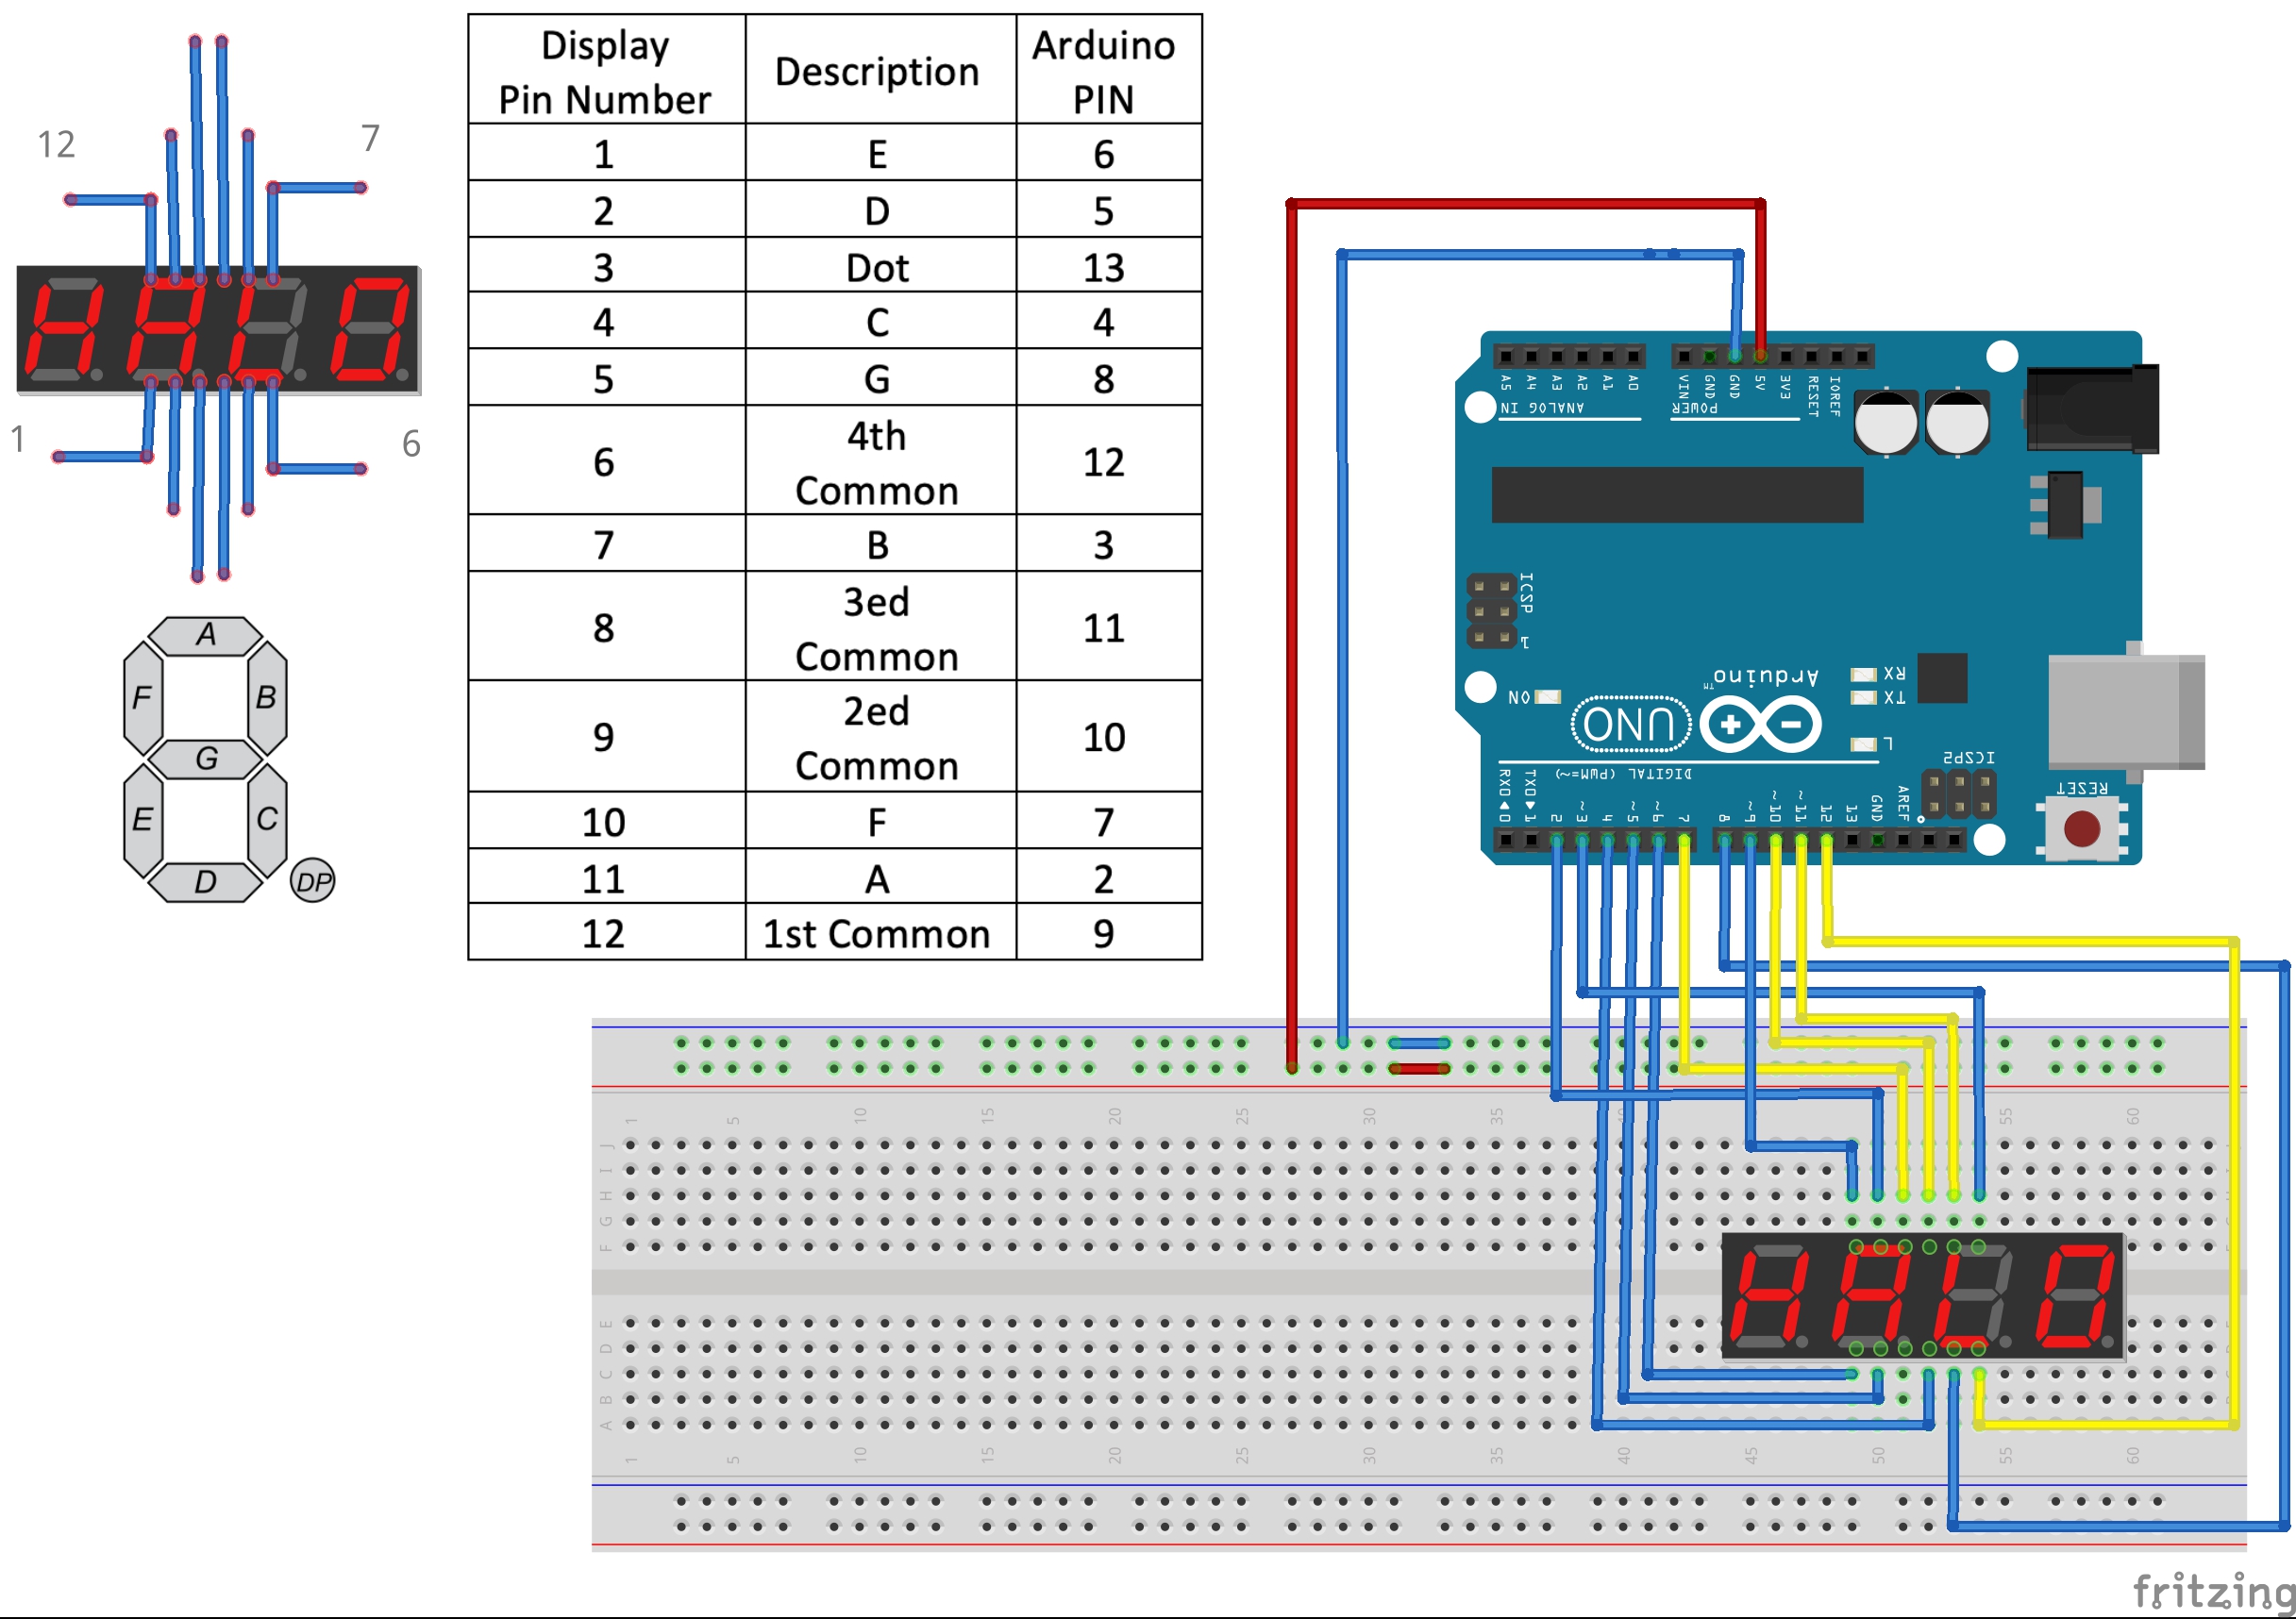 12
7
1
6
A
F
B
G
E
C
D
DP
Display Pin Number Description Arduino PIN
1 E 6
2 D 5
3 Dot 13
4 C 4
5 G 8
6 4th Common 12
7 B 3
8 3ed Common 11
9 2ed Common 10
10 F 7
11 A 2
12 1st Common 9
A5 A4 A3 A2 A1 A0 VIN GND GND 5V 3V3 RESET IOREF
ANALOG IN POWER
ICSP
1
Arduino™
ON UNO RX
TX
L
ICSP2
RESET
DIGITAL (PWM=~)
RX0 0 TX0 1 2 ~3 4 ~5 ~6 7 8 ~9 ~10 ~11 12 13 GND AREF
1 5 10 15 20 25 30 35 55 60
J
I
H
G
F
E
D
C
B
A
1 5 10 15 20 25 30 35 40 45 50 55 60
fritzing